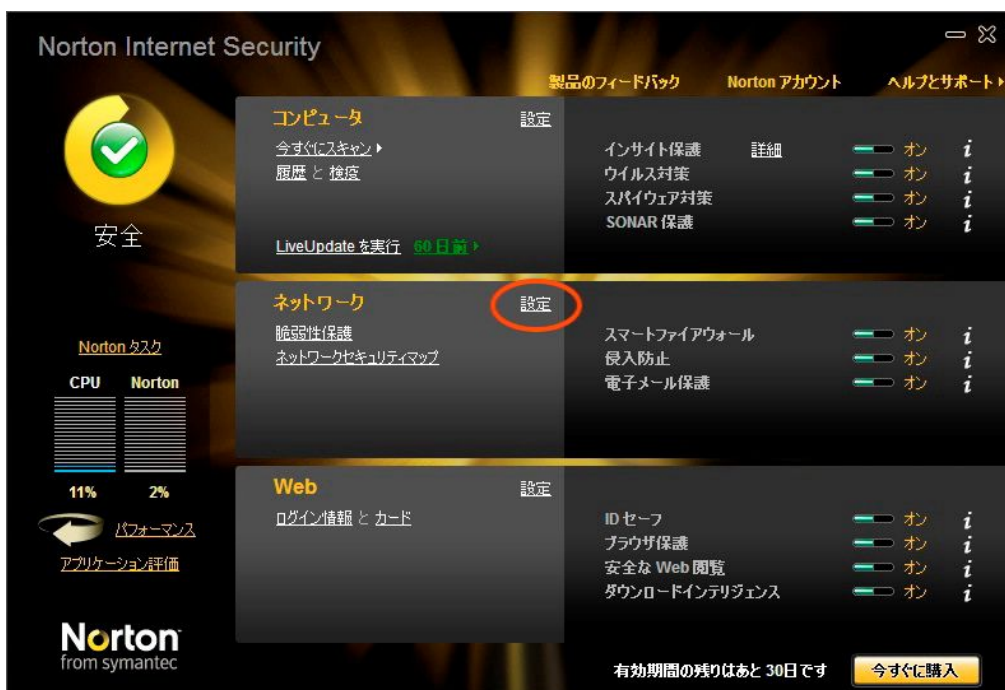 Norton Internet Security
製品のフィードバック Norton アカウント ヘルプとサポート
コンピュータ 設定
今すぐにスキャン
履歴 と 検疫
LiveUpdate を実行 60 日前
インサイト保護 詳細 オン i
ウイルス対策 オン i
スパイウェア対策 オン i
SONAR 保護 オン i
安全
ネットワーク 設定
脆弱性保護
ネットワークセキュリティマップ
スマートファイアウォール オン i
侵入防止 オン i
電子メール保護 オン i
Norton タスク
CPU Norton
11% 2%
パフォーマンス
アプリケーション評価
Web 設定
ログイン情報 と カード
ID セーフ オン i
ブラウザ保護 オン i
安全な Web 閲覧 オン i
ダウンロードインテリジェンス オン i
Norton
from symantec
有効期間の残りはあと 30日です 今すぐに購入